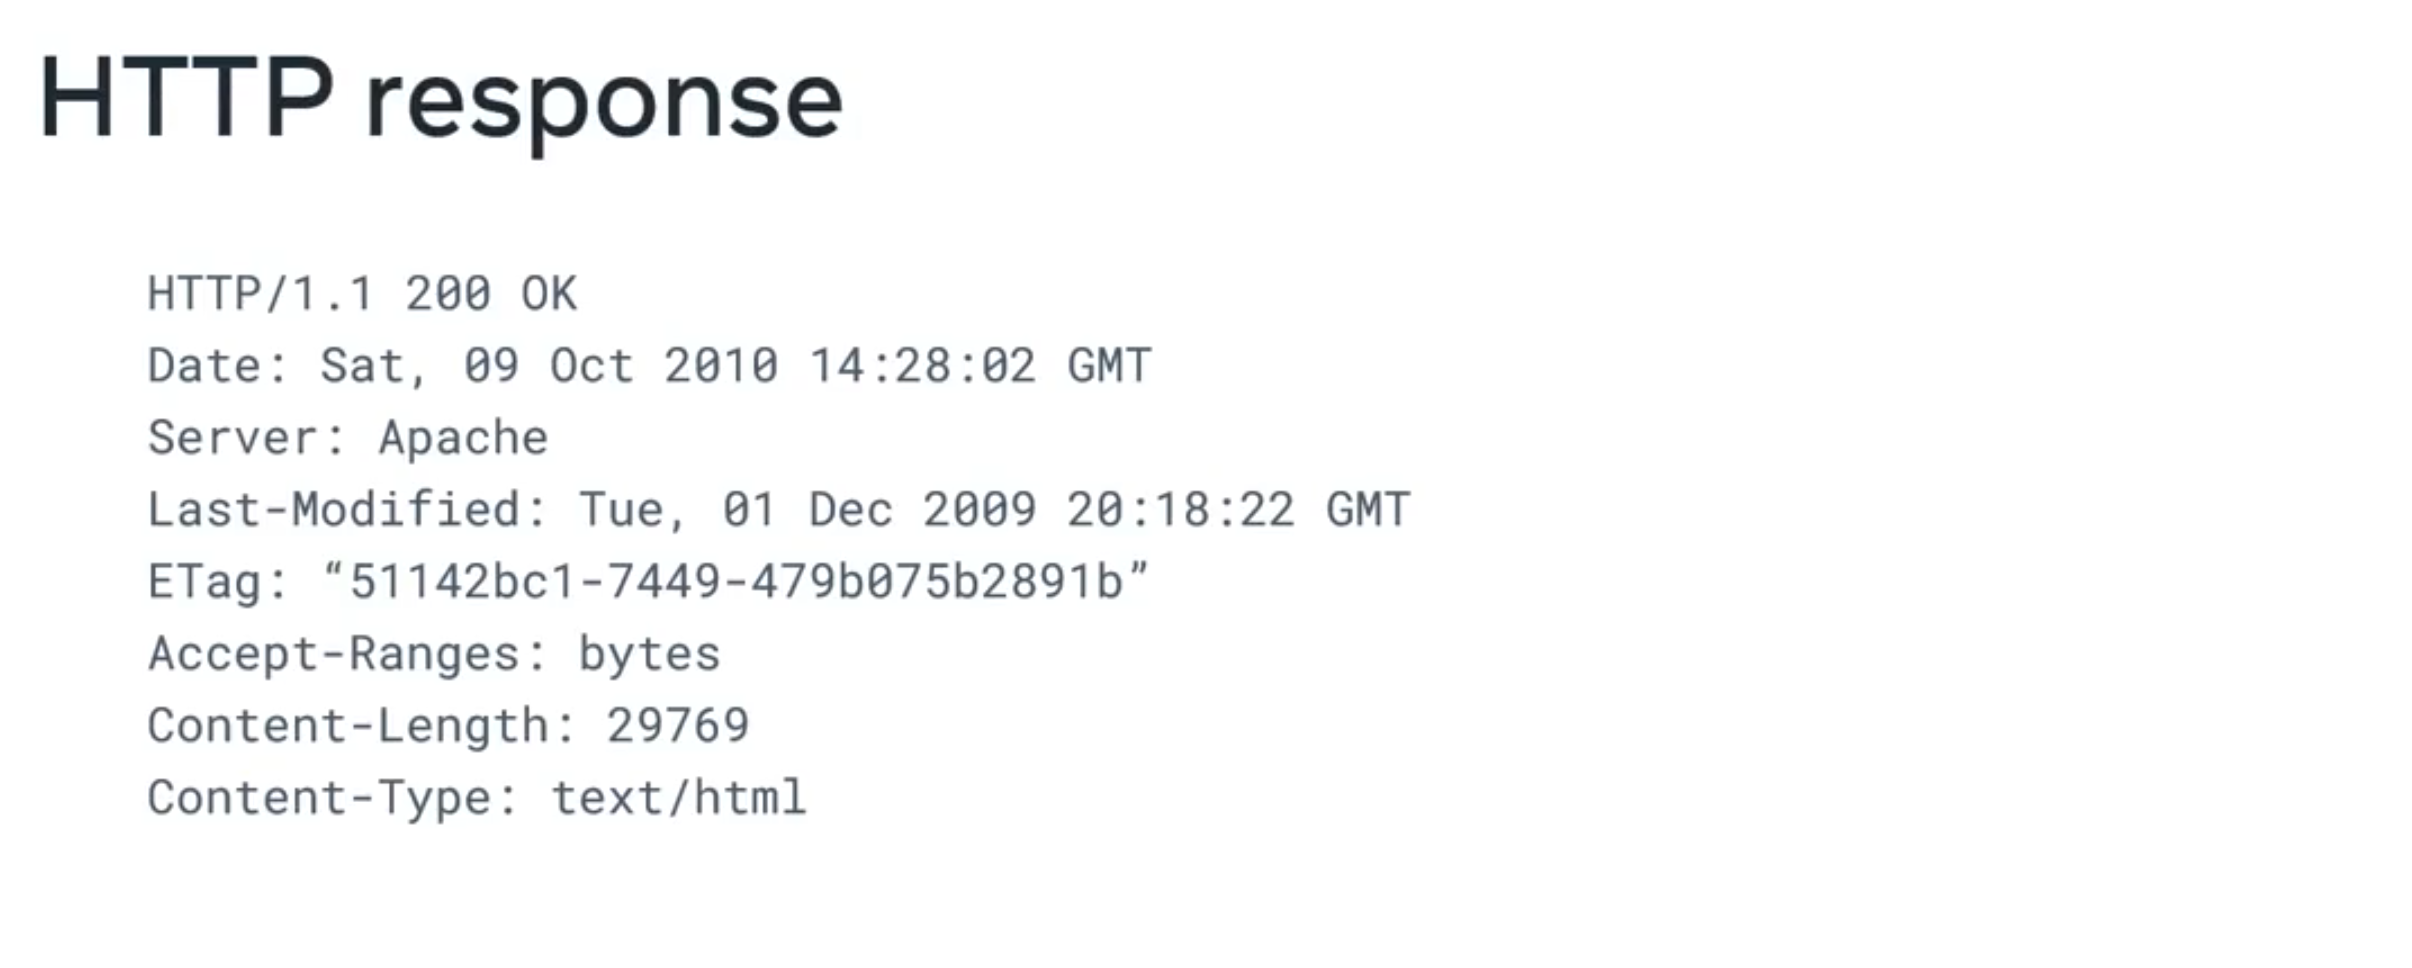 HTTP response
HTTP/1.1 200 OK
Date: Sat, 09 Oct 2010 14:28:02 GMT
Server: Apache
Last-Modified: Tue, 01 Dec 2009 20:18:22 GMT
ETag: “51142bc1-7449-479b075b2891b”
Accept-Ranges: bytes
Content-Length: 29769
Content-Type: text/html